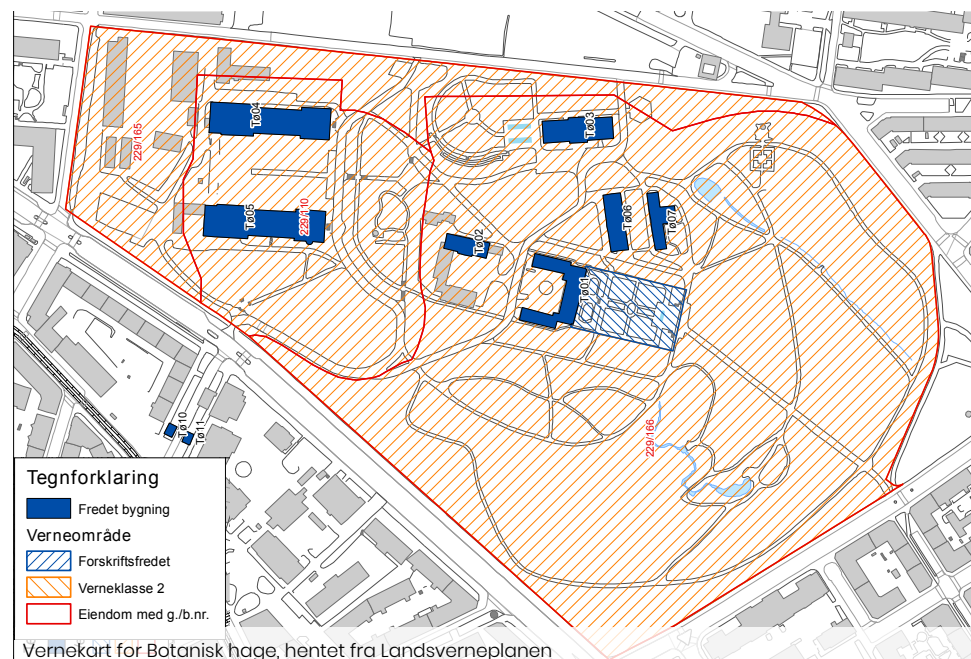 TØ04
TØ03
229/165
TØ05
229/110
TØ02
TØ06
TØ07
TØ01
TØ10
TØ11
229/166
Tegnforklaring
Fredet bygning
Verneområde
Forskriftsfredet
Verneklasse 2
Eiendom med g./b.nr.
Vernekart for Botanisk hage, hentet fra Landsverneplanen